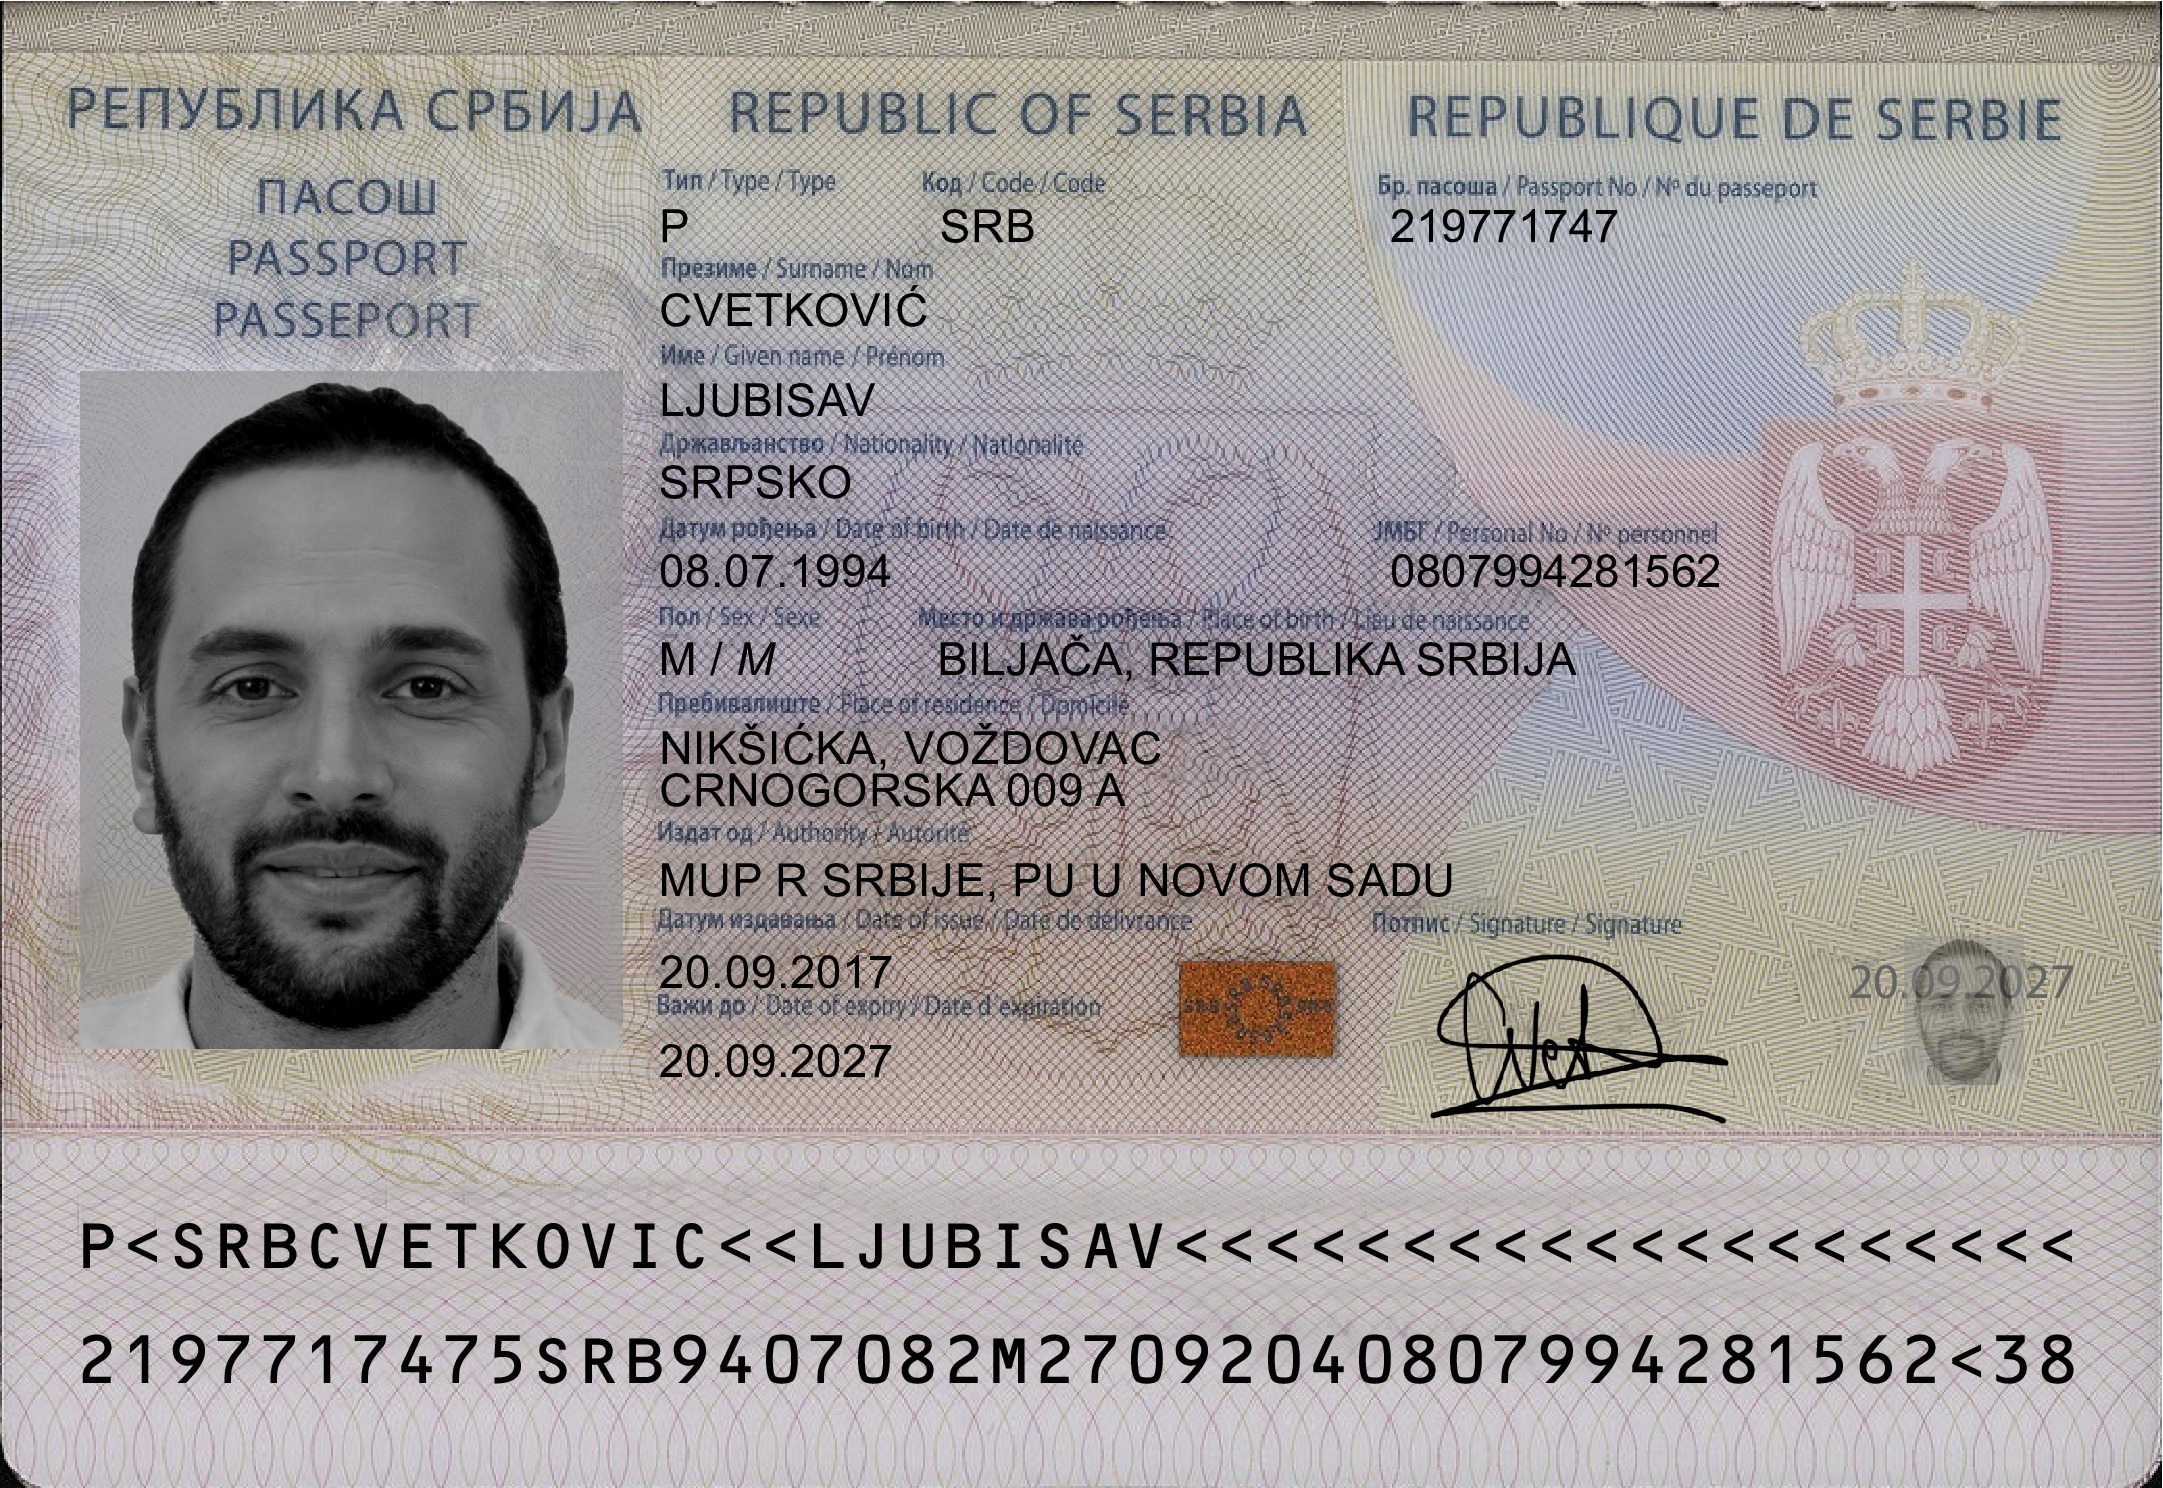 РЕПУБЛИКА СРБИЈА REPUBLIC OF SERBIA REPUBLIQUE DE SERBIE
ПАСОШ
PASSPORT
PASSEPORT
Тип / Type / Type Код / Code / Code Бр. пасоша / Passport No / Nº du passeport
P SRB 219771747
Презиме / Surname / Nom
CVETKOVIĆ
Име / Given name / Prénom
LJUBISAV
Држављанство / Nationality / Nationalité
SRPSKO
Датум рођења / Date of birth / Date de naissance ЈМБГ / Personal No / Nº personnel
08.07.1994 0807994281562
Пол / Sex / Sexe Место и држава рођења / Place of birth / Lieu de naissance
M / M BILJAČA, REPUBLIKA SRBIJA
Пребивалиште / Place of residence / Domicile
NIKŠIĆKA, VOŽDOVAC
CRNOGORSKA 009 A
Издат од / Authority / Autorité
MUP R SRBIJE, PU U NOVOM SADU
Датум издавања / Date of issue / Date de délivrance Потпис / Signature / Signature
20.09.2017 20.09.2027
Важи до / Date of expiry / Date d expiration
20.09.2027
P<SRBCVETKOVIC<<LJUBISAV<<<<<<<<<<<<<<<<<<<<
2197717475SRB9407082M27092040807994281562<38